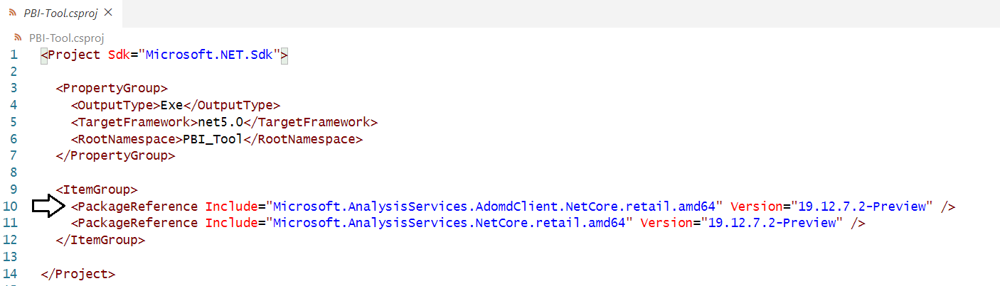 PBI-Tool.csproj
PBI-Tool.csproj
1 <Project Sdk="Microsoft.NET.Sdk">
2
3 <PropertyGroup>
4 <OutputType>Exe</OutputType>
5 <TargetFramework>net5.0</TargetFramework>
6 <RootNamespace>PBI_Tool</RootNamespace>
7 </PropertyGroup>
8
9 <ItemGroup>
10 <PackageReference Include="Microsoft.AnalysisServices.AdomdClient.NetCore.retail.amd64" Version="19.12.7.2-Preview" />
11 <PackageReference Include="Microsoft.AnalysisServices.NetCore.retail.amd64" Version="19.12.7.2-Preview" />
12 </ItemGroup>
13
14 </Project>